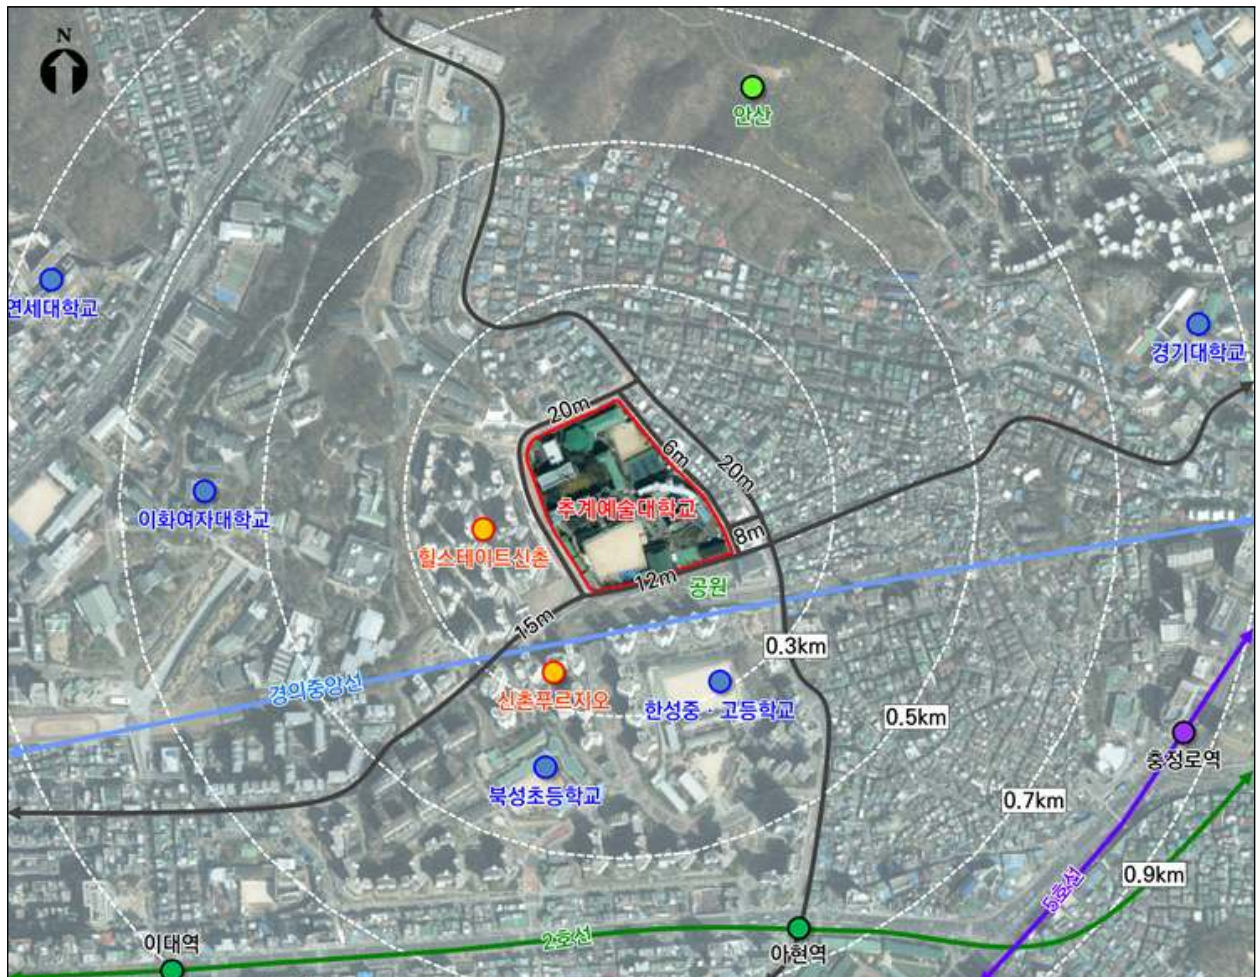 N
안산
연세대학교
경기대학교
20m
6m
20m
추계예술대학교
이화여자대학교
8m
힐스테이트신촌
12m
공원
15m
0.3km
경의중앙선
신촌푸르지오
한성중·고등학교
0.5km
충정로역
북성초등학교
0.7km
0.9km
5호선
이대역
2호선
아현역